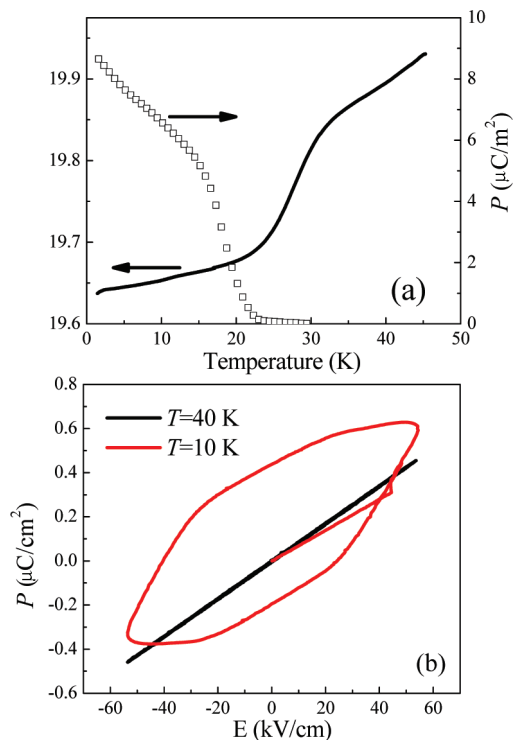 10
8
6
4
2
0
P (μC/m²)
19.9
19.8
19.7
19.6
(a)
0 10 20 30 40 50
Temperature (K)
0.8
0.6
0.4
0.2
0.0
-0.2
-0.4
-0.6
P (μC/cm²)
T=40 K
T=10 K
(b)
-60 -40 -20 0 20 40 60
E (kV/cm)